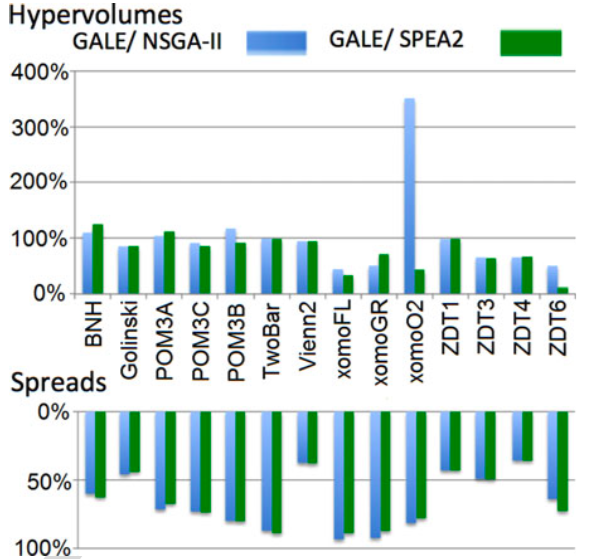 Hypervolumes
GALE/ NSGA-II GALE/ SPEA2
400%
300%
200%
100%
0%
BNH Golinski POM3A POM3C POM3B TwoBar Vienn2 xomoFL xomoGR xomoO2 ZDT1 ZDT3 ZDT4 ZDT6
Spreads
0%
50%
100%